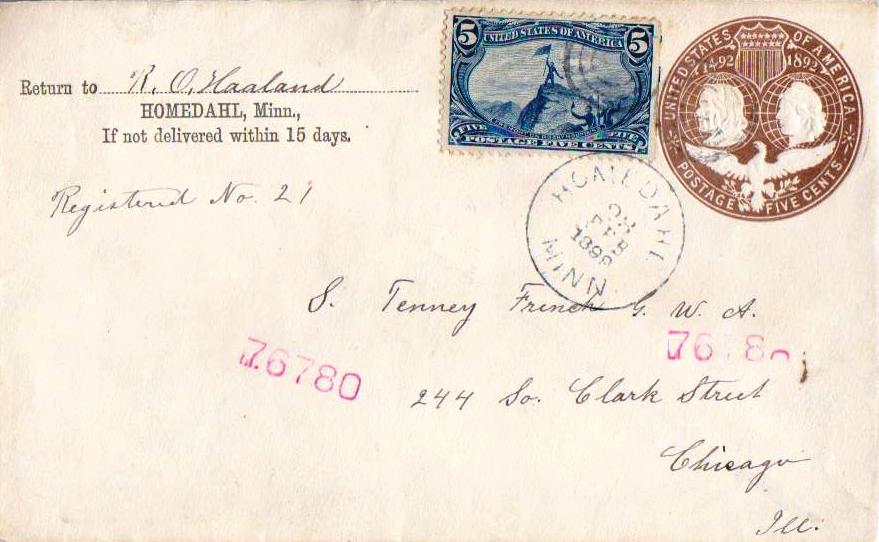 Return to R. O. Haaland
HOMEDAHL, Minn.,
If not delivered within 15 days.
Registered No. 21
5 UNITED STATES OF AMERICA 5
FIVE FIVE
POSTAGE FIVE CENTS
UNITED STATES OF AMERICA
1492 1892
POSTAGE FIVE CENTS
HOMEDAHL
MINN
S. Tenney French G. W. A.
76780
244 So. Clark Street
Chicago
Ill.